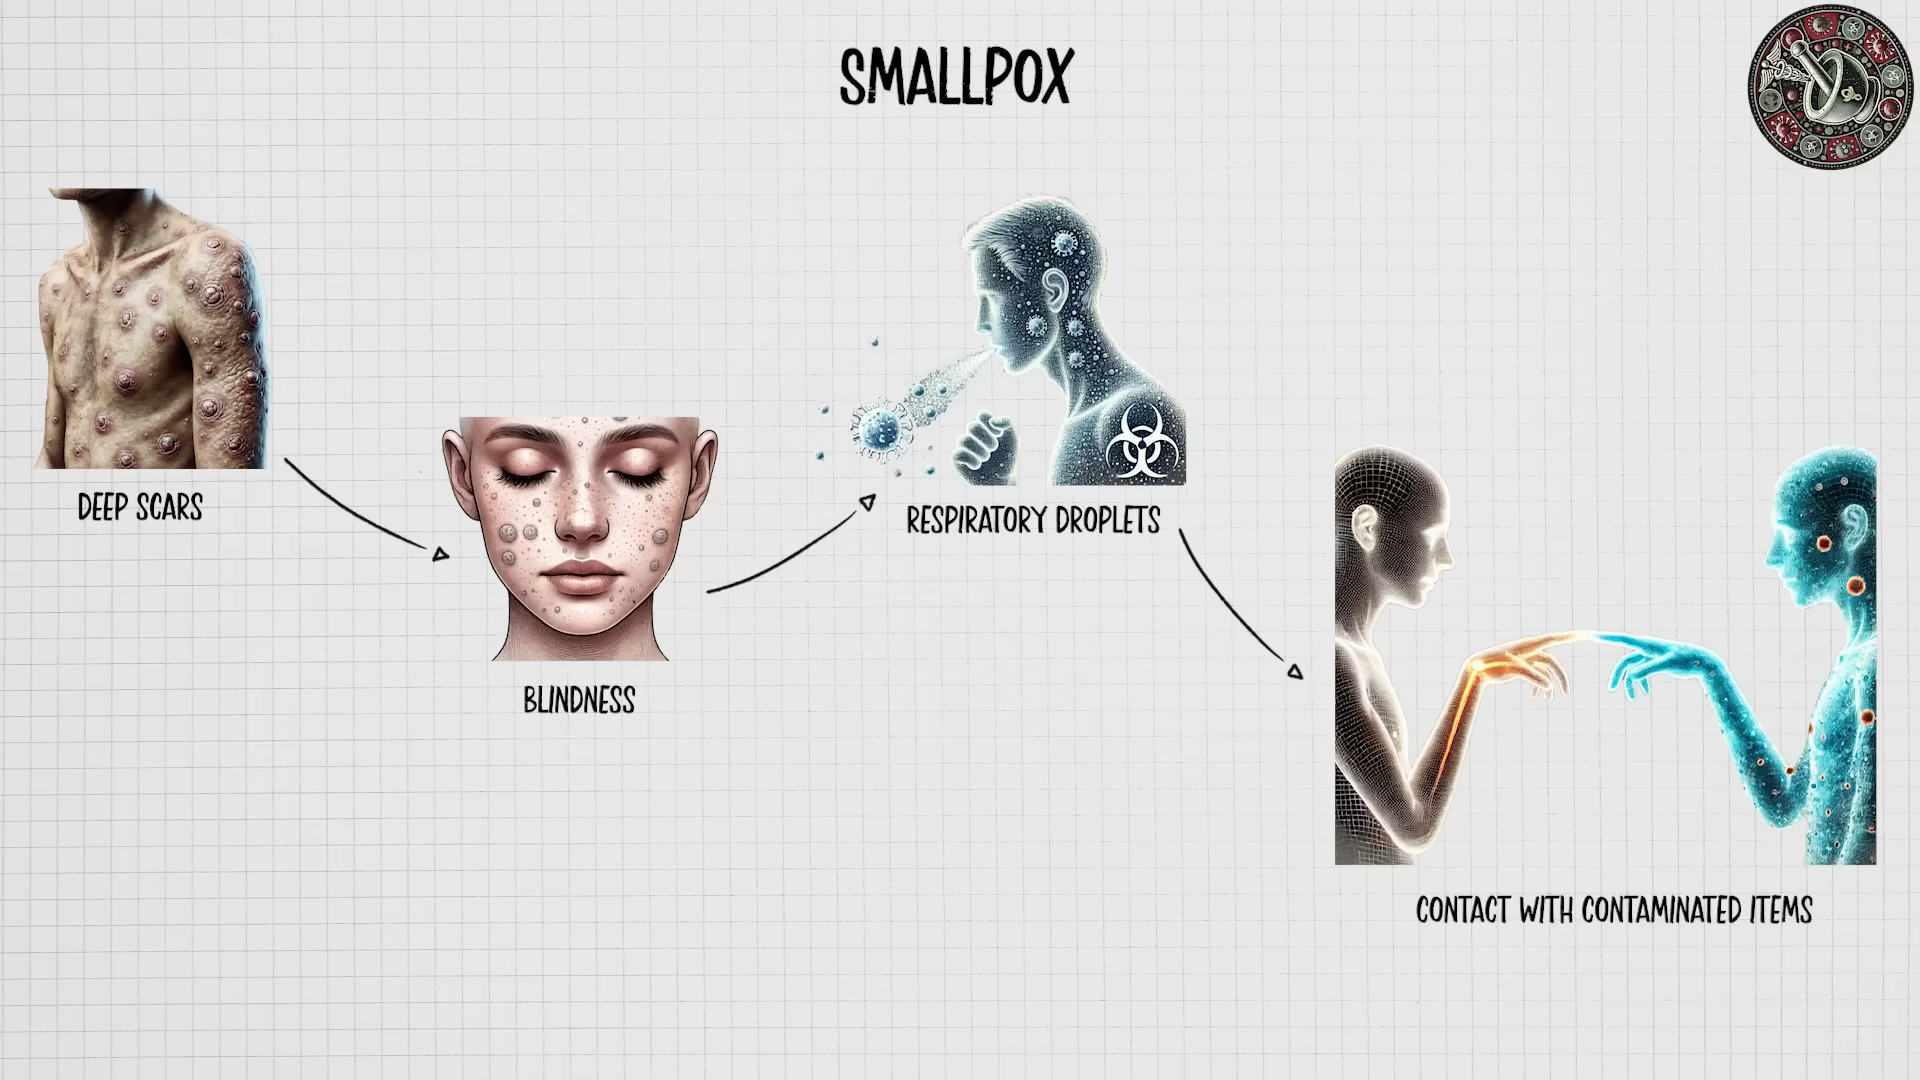 SMALLPOX
DEEP SCARS
BLINDNESS
RESPIRATORY DROPLETS
CONTACT WITH CONTAMINATED ITEMS